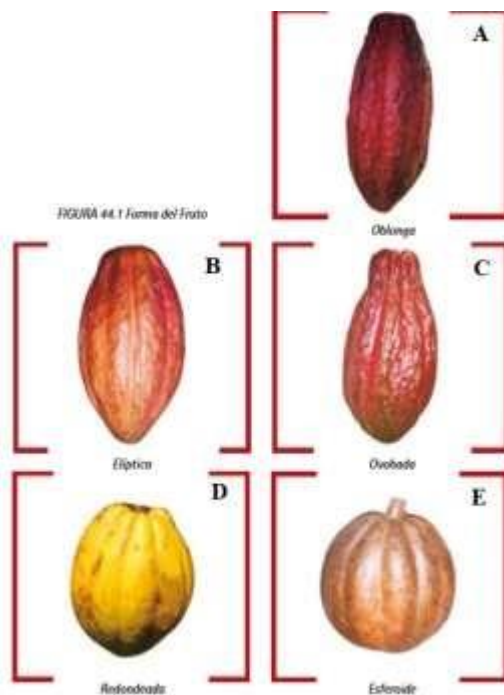 A
FIGURA 44.1 Forma del Fruto
Oblonga
B
C
Elíptica
Ovobada
D
E
Redondeada
Esferoide